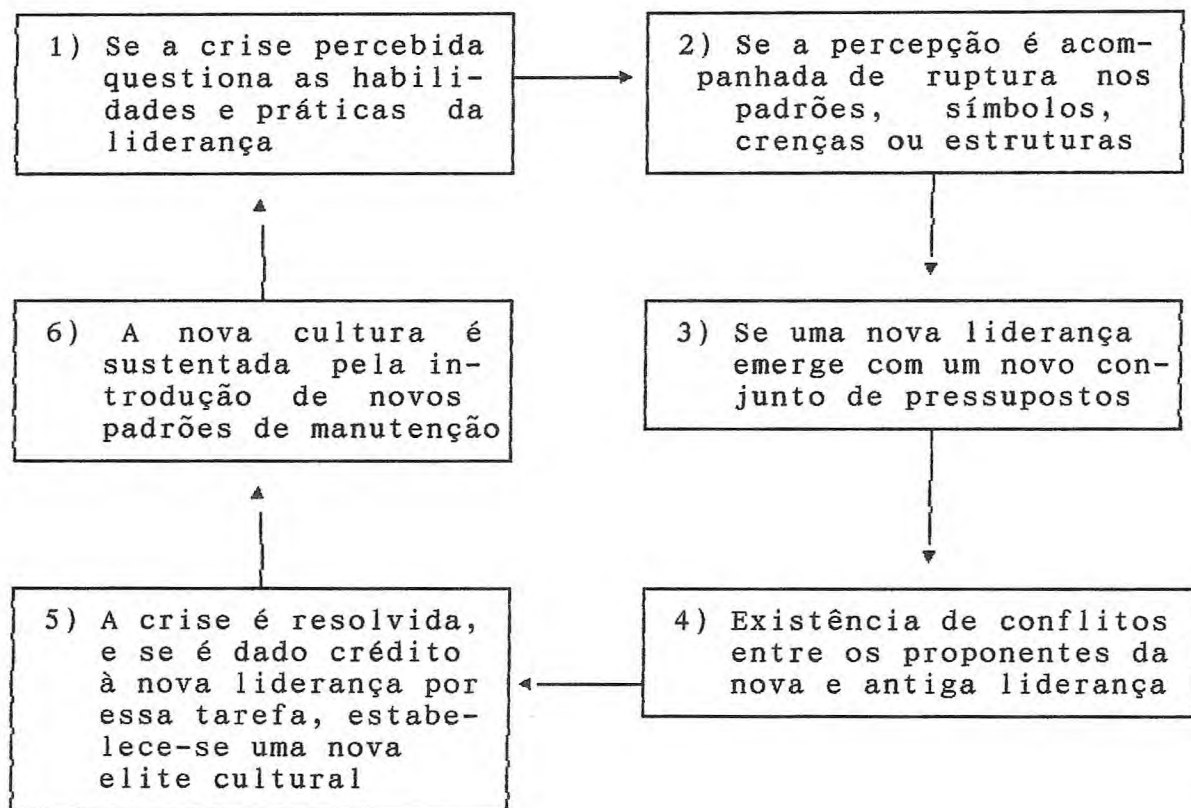 1) Se a crise percebida
questiona as habili-
dades e práticas da
liderança
2) Se a percepção é acom-
panhada de ruptura nos
padrões, símbolos,
crenças ou estruturas
3) Se uma nova liderança
emerge com um novo con-
junto de pressupostos
4) Existência de conflitos
entre os proponentes da
nova e antiga liderança
5) A crise é resolvida,
e se é dado crédito
à nova liderança por
essa tarefa, estabe-
lece-se uma nova
elite cultural
6) A nova cultura é
sustentada pela in-
trodução de novos
padrões de manutenção